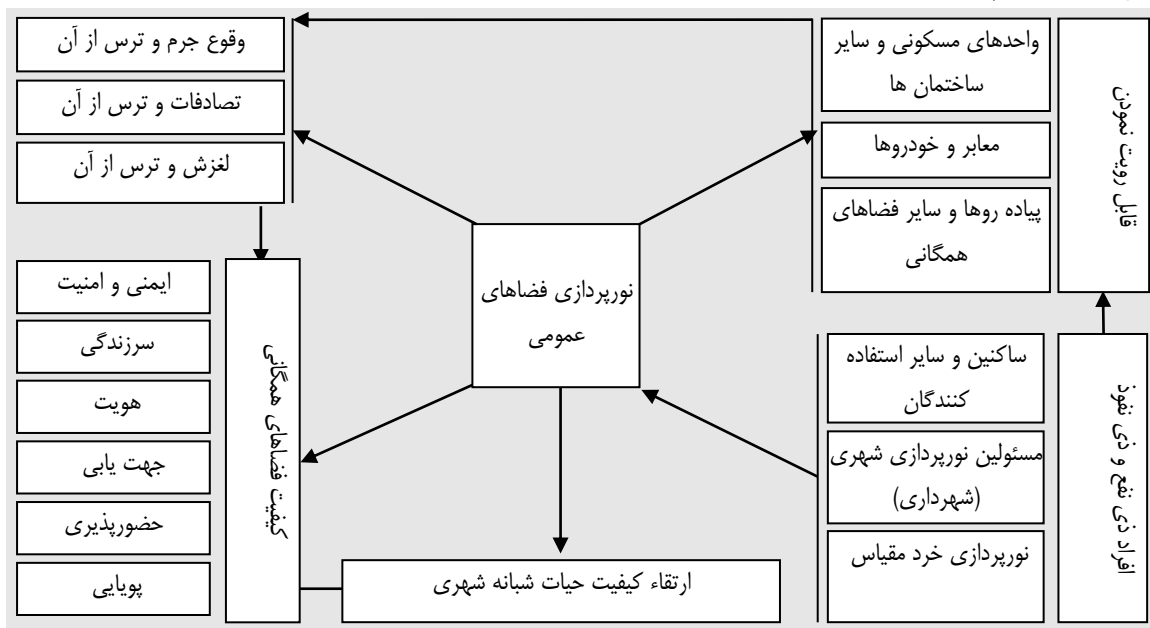 واحدهای مسکونی و سایر
ساختمان ها
معابر و خودروها
پیاده روها و سایر فضاهای
همگانی
قابل رویت نمودن
وقوع جرم و ترس از آن
تصادفات و ترس از آن
لغزش و ترس از آن
نورپردازی فضاهای
عمومی
ساکنین و سایر استفاده
کنندگان
مسئولین نورپردازی شهری
(شهرداری)
نورپردازی خرد مقیاس
افراد ذی نفع و ذی نفوذ
کیفیت فضاهای همگانی
ایمنی و امنیت
سرزندگی
هویت
جهت یابی
حضورپذیری
پویایی
ارتقاء کیفیت حیات شبانه شهری